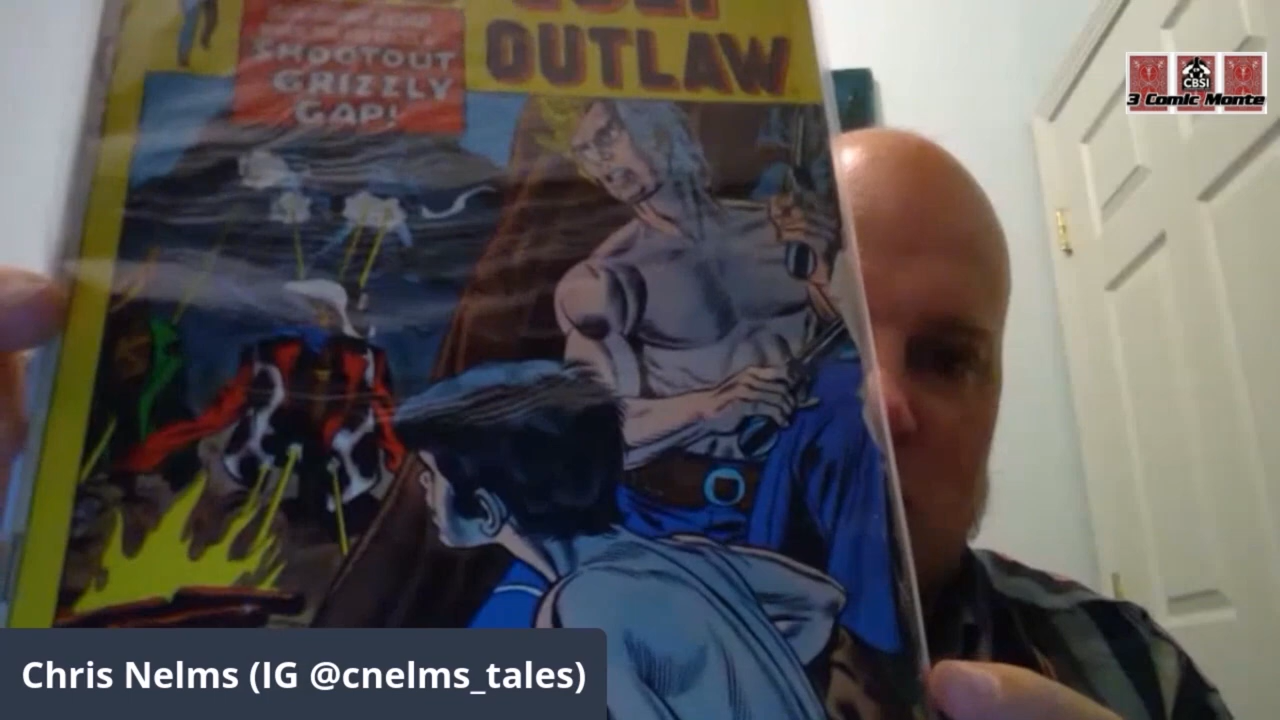 OUTLAW
SHOOTOUT
GRIZZLY
GAP!
CBSI
3 Comic Monte
Chris Nelms (IG @cnelms_tales)